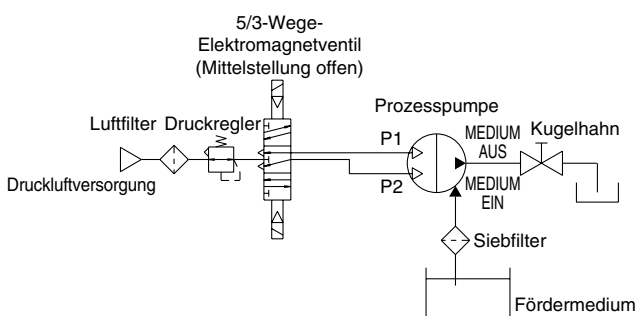 5/3-Wege-
Elektromagnetventil
(Mittelstellung offen)
Prozesspumpe
Luftfilter Druckregler
P1
MEDIUM
AUS
Kugelhahn
Druckluftversorgung
P2
MEDIUM
EIN
Siebfilter
Fördermedium